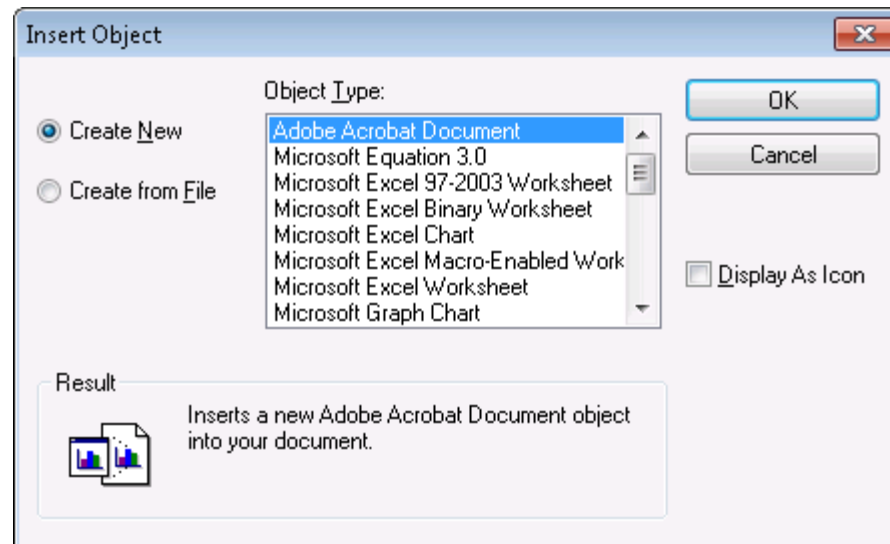 Insert Object
Object Type:
Create New
Create from File
Adobe Acrobat Document
Microsoft Equation 3.0
Microsoft Excel 97-2003 Worksheet
Microsoft Excel Binary Worksheet
Microsoft Excel Chart
Microsoft Excel Macro-Enabled Work
Microsoft Excel Worksheet
Microsoft Graph Chart
OK
Cancel
Display As Icon
Result
Inserts a new Adobe Acrobat Document object
into your document.